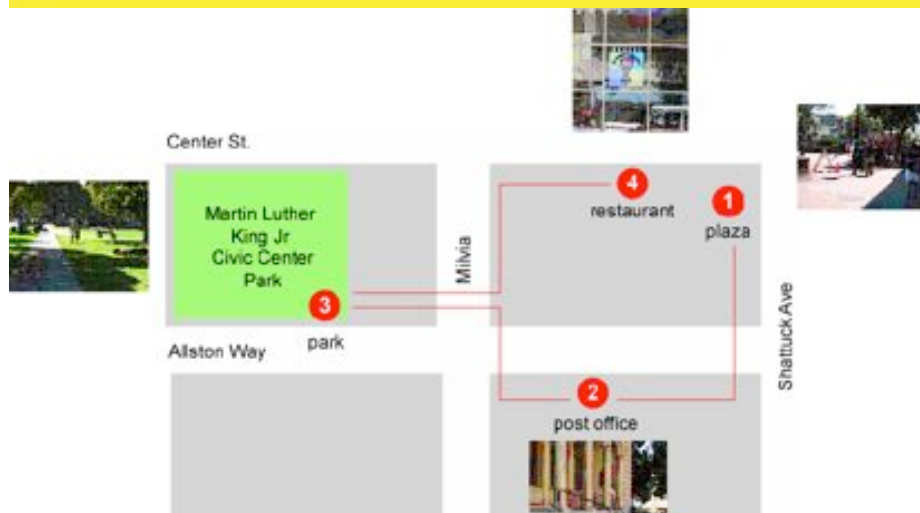 Center St.
4
1
restaurant
plaza
Martin Luther
King Jr
Civic Center
Park
Milvia
3
park
Allston Way
Shattuck Ave
2
post office